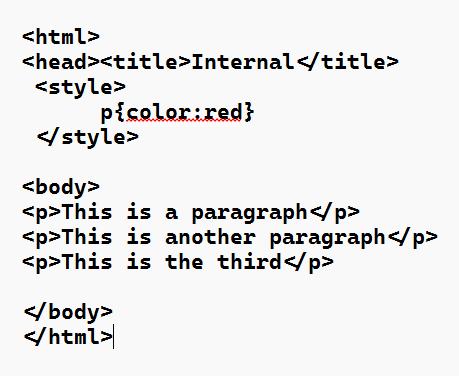 <html>
<head><title>Internal</title>
<style>
p{color:red}
</style>
<body>
<p>This is a paragraph</p>
<p>This is another paragraph</p>
<p>This is the third</p>
</body>
</html>